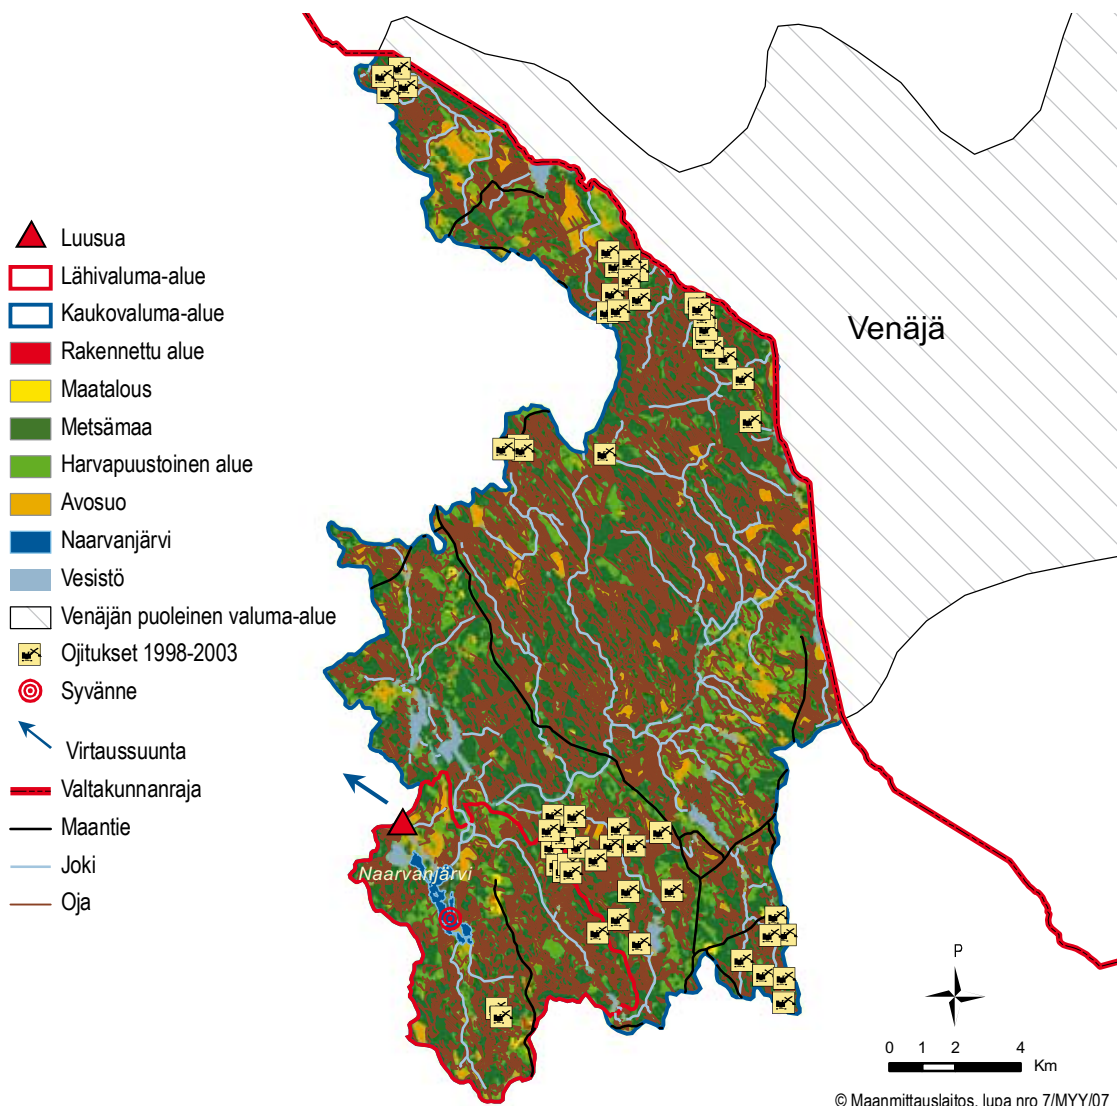 Luusua
Lähivaluma-alue
Kaukovaluma-alue
Rakennettu alue
Maatalous
Metsämaa
Harvapuustoinen alue
Avosuo
Naarvanjärvi
Vesistö
Venäjän puoleinen valuma-alue
Ojitukset 1998-2003
Syvänne
Virtaussuunta
Valtakunnanraja
Maantie
Joki
Oja
Venäjä
Naarvanjärvi
P
0 1 2 4
Km
© Maanmittauslaitos, lupa nro 7/MYY/07